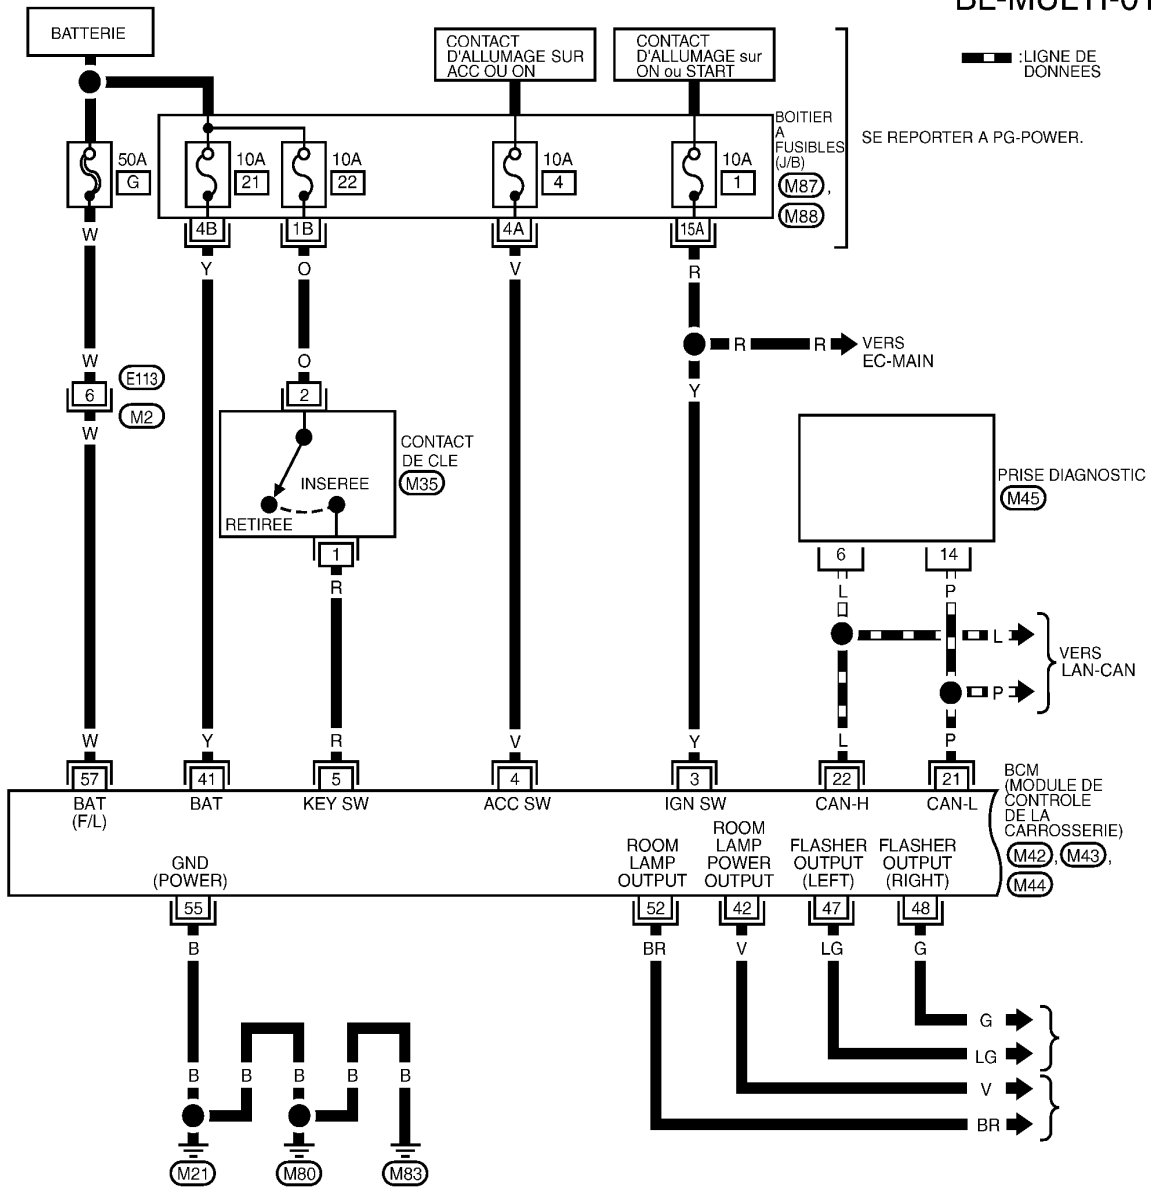 BL-MULTI-01
BATTERIE
CONTACT
D'ALLUMAGE SUR
ACC OU ON
CONTACT
D'ALLUMAGE sur
ON ou START
:LIGNE DE
DONNEES
BOITIER
A
FUSIBLES
(J/B)
M87,
M88
SE REPORTER A PG-POWER.
50A
G
10A
21
10A
22
10A
4
10A
1
4B
1B
4A
15A
W
Y
O
V
R
R
R
VERS
EC-MAIN
W
O
Y
6
E113
M2
2
W
CONTACT
DE CLE
M35
INSEREE
RETIREE
1
R
PRISE DIAGNOSTIC
M45
6
14
L
P
L
P
VERS
LAN-CAN
W
Y
R
V
Y
L
P
57
41
5
4
3
22
21
BAT
(F/L)
BAT
KEY SW
ACC SW
IGN SW
CAN-H
CAN-L
BCM
(MODULE DE
CONTROLE
DE LA
CARROSSERIE)
M42, M43,
M44
GND
(POWER)
ROOM
LAMP
OUTPUT
ROOM
LAMP
POWER
OUTPUT
FLASHER
OUTPUT
(LEFT)
FLASHER
OUTPUT
(RIGHT)
55
52
42
47
48
B
BR
V
LG
G
G
LG
V
BR
B
B
B
B
B
M21
M80
M83